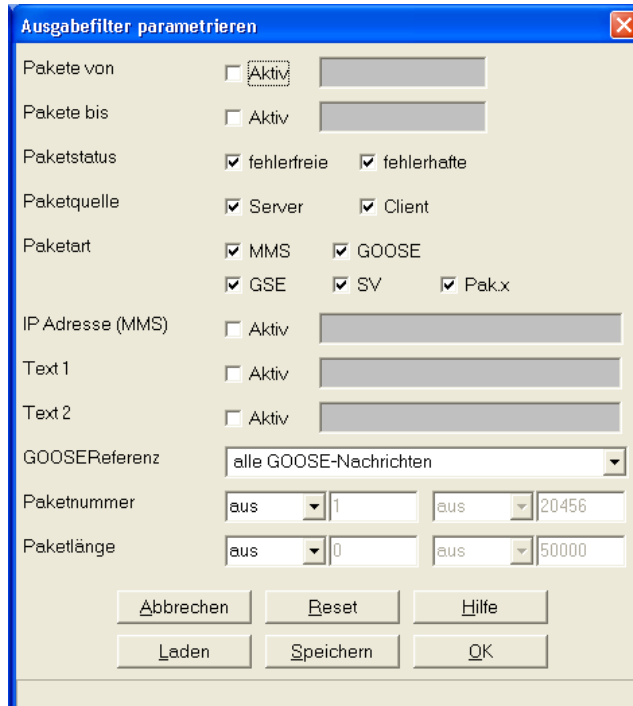 Ausgabefilter parametrieren
Pakete von Aktiv
Pakete bis Aktiv
Paketstatus fehlerfreie fehlerhafte
Paketquelle Server Client
Paketart MMS GOOSE
GSE SV Pak.x
IP Adresse (MMS) Aktiv
Text 1 Aktiv
Text 2 Aktiv
GOOSEReferenz alle GOOSE-Nachrichten
Paketnummer aus 1 aus 20456
Paketlänge aus 0 aus 50000
Abbrechen Reset Hilfe
Laden Speichern OK